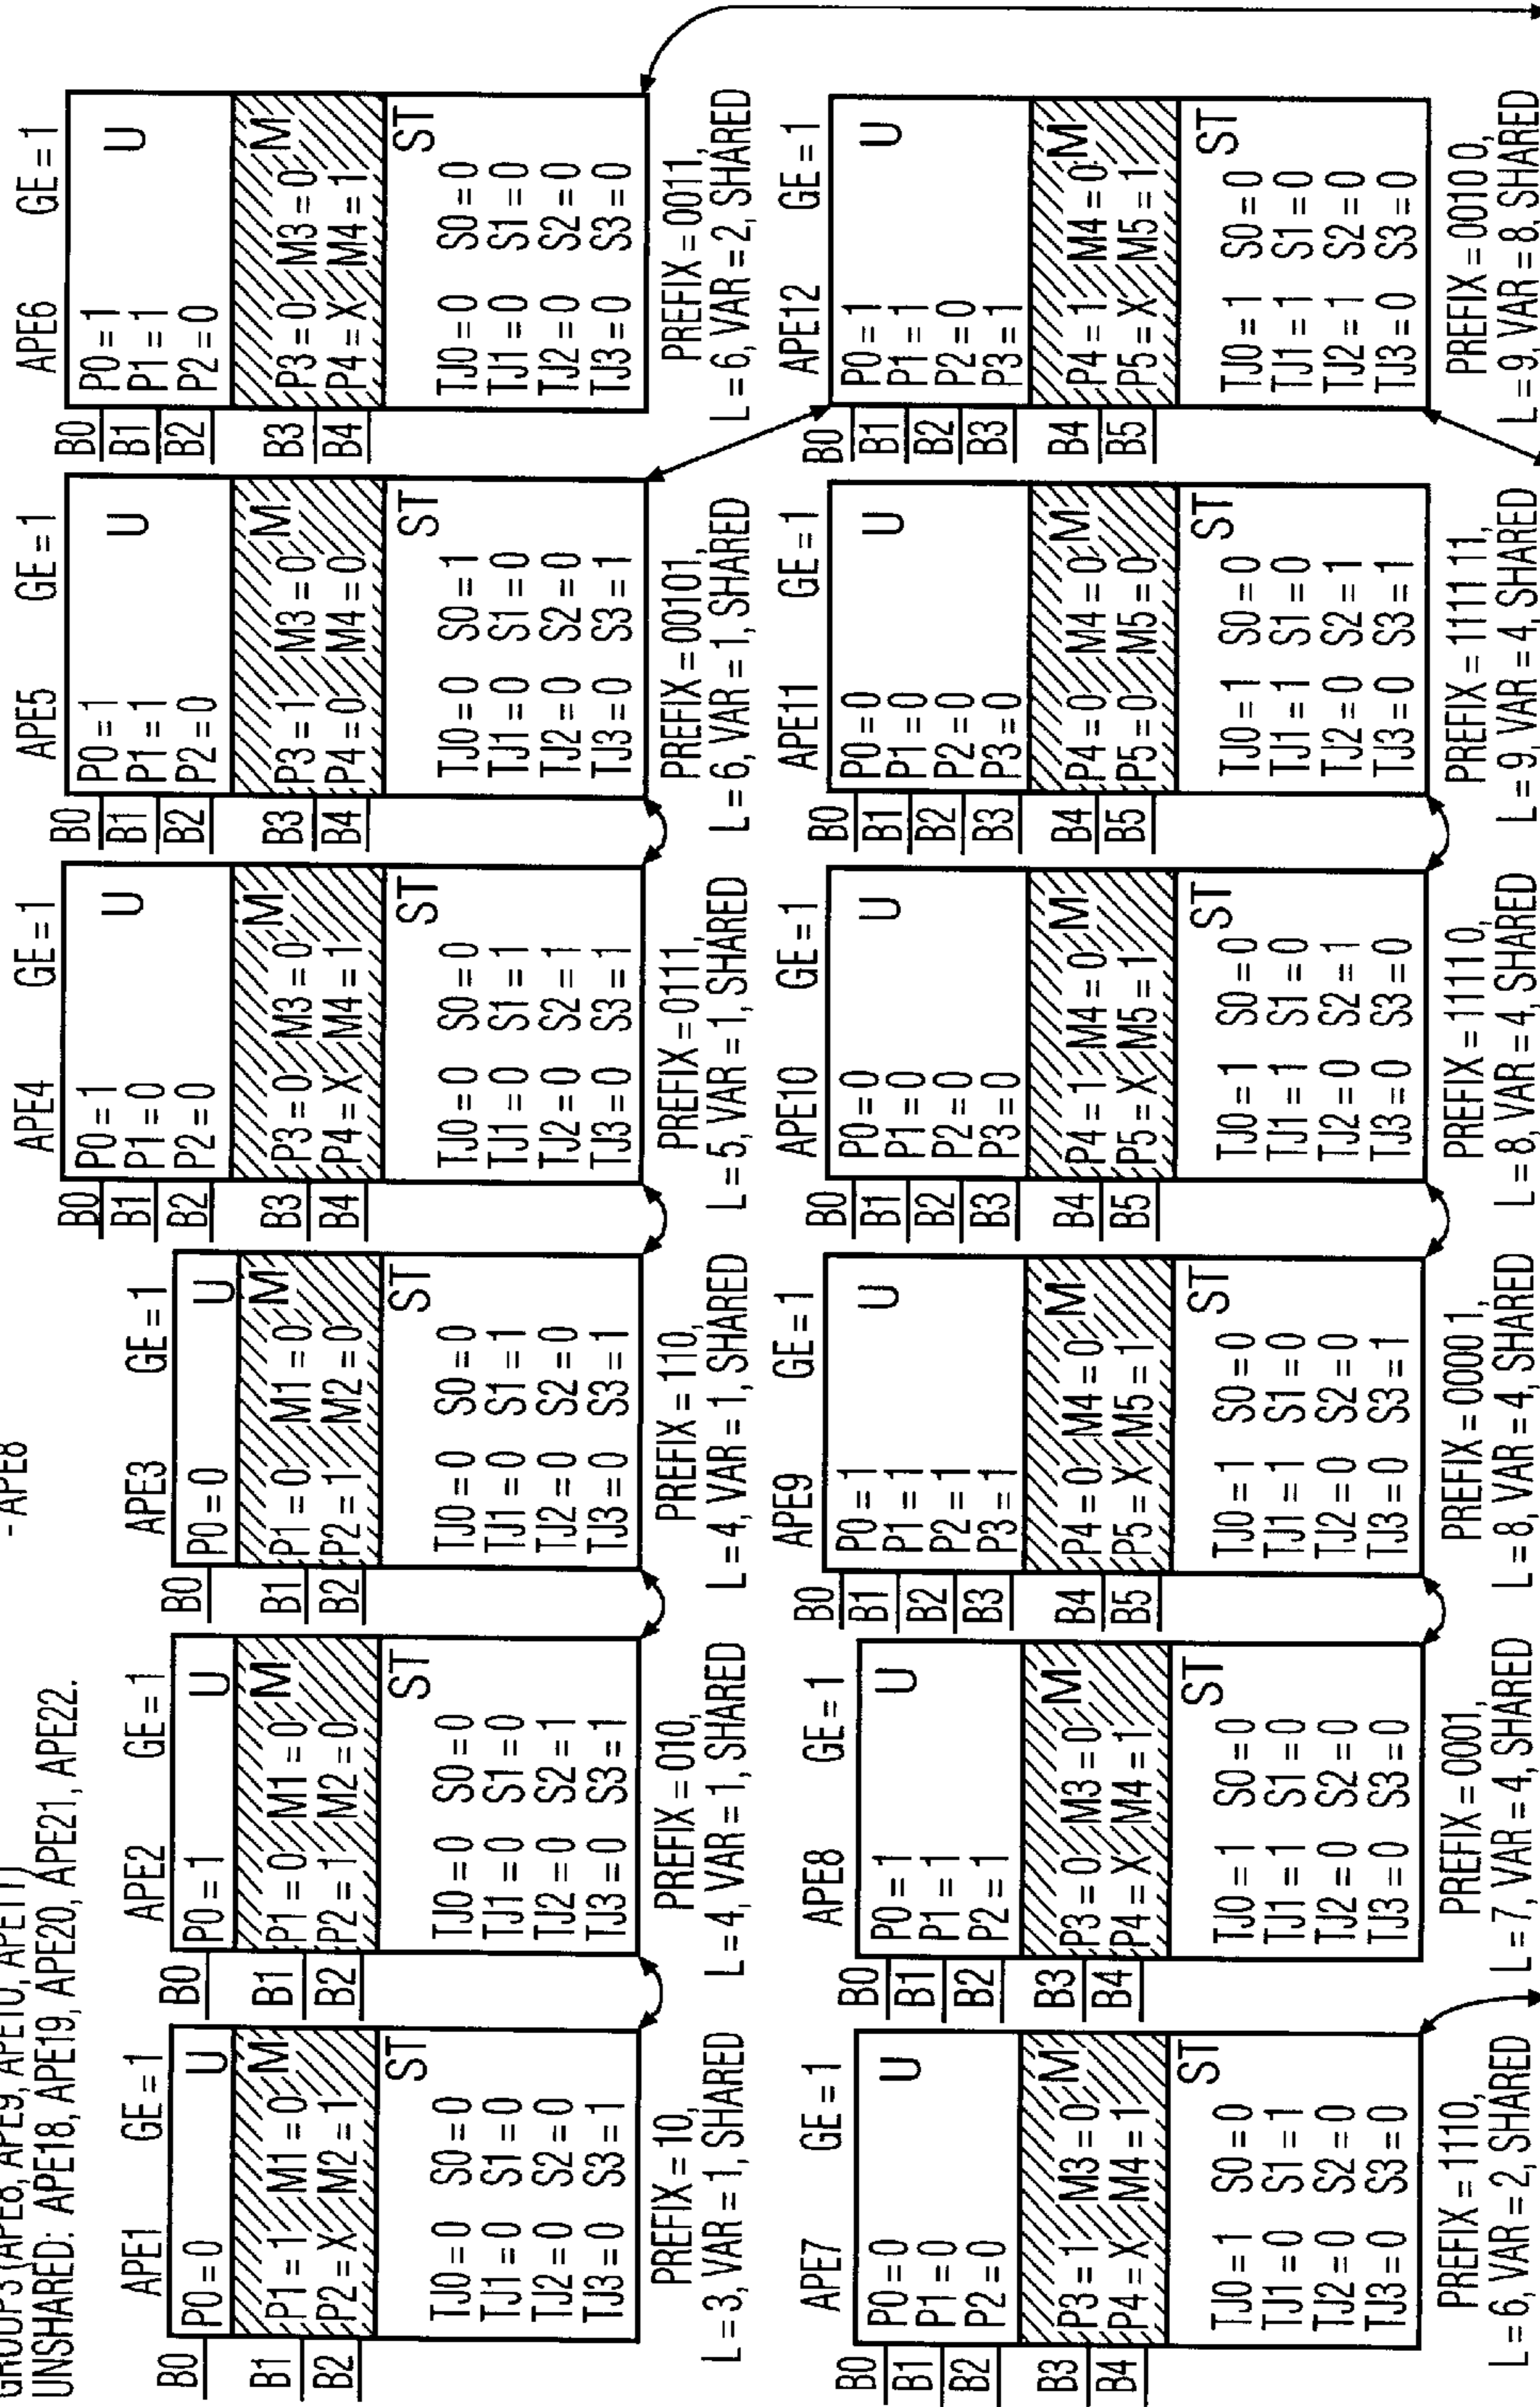 - APE8
GROUP3 (APE8, APE9, APE10, APE11)
UNSHARED: APE18, APE19, APE20, APE21, APE22.
APE1 GE = 1
B0 P0 = 0 U
B1 P1 = 1 M1 = 0 M
B2 P2 = X M2 = 1
ST
TJ0 = 0 S0 = 0
TJ1 = 0 S1 = 0
TJ2 = 0 S2 = 0
TJ3 = 0 S3 = 1
PREFIX = 10,
L = 3, VAR = 1, SHARED
APE2 GE = 1
B0 P0 = 1 U
B1 P1 = 0 M1 = 0 M
B2 P2 = 1 M2 = 0
ST
TJ0 = 0 S0 = 0
TJ1 = 0 S1 = 0
TJ2 = 0 S2 = 1
TJ3 = 0 S3 = 1
PREFIX = 010,
L = 4, VAR = 1, SHARED
APE3 GE = 1
B0 P0 = 0 U
B1 P1 = 0 M1 = 0 M
B2 P2 = 1 M2 = 0
ST
TJ0 = 0 S0 = 0
TJ1 = 0 S1 = 1
TJ2 = 0 S2 = 0
TJ3 = 0 S3 = 1
PREFIX = 110,
L = 4, VAR = 1, SHARED
APE4 GE = 1
B0 P0 = 1
B1 P1 = 0 U
B2 P2 = 0
B3 P3 = 0 M3 = 0 M
B4 P4 = X M4 = 1
ST
TJ0 = 0 S0 = 0
TJ1 = 0 S1 = 1
TJ2 = 0 S2 = 1
TJ3 = 0 S3 = 1
PREFIX = 0111,
L = 5, VAR = 1, SHARED
APE5 GE = 1
B0 P0 = 1
B1 P1 = 1 U
B2 P2 = 0
B3 P3 = 1 M3 = 0 M
B4 P4 = 0 M4 = 0
ST
TJ0 = 0 S0 = 1
TJ1 = 0 S1 = 0
TJ2 = 0 S2 = 0
TJ3 = 0 S3 = 1
PREFIX = 00101,
L = 6, VAR = 1, SHARED
APE6 GE = 1
B0 P0 = 1
B1 P1 = 1 U
B2 P2 = 0
B3 P3 = 0 M3 = 0 M
B4 P4 = X M4 = 1
ST
TJ0 = 0 S0 = 0
TJ1 = 0 S1 = 0
TJ2 = 0 S2 = 0
TJ3 = 0 S3 = 0
PREFIX = 0011,
L = 6, VAR = 2, SHARED
APE7 GE = 1
B0 P0 = 0 U
B1 P1 = 0
B2 P2 = 0
B3 P3 = 1 M3 = 0 M
B4 P4 = X M4 = 1
ST
TJ0 = 1 S0 = 0
TJ1 = 0 S1 = 1
TJ2 = 0 S2 = 0
TJ3 = 0 S3 = 0
PREFIX = 1110,
L = 6, VAR = 2, SHARED
APE8 GE = 1
B0 P0 = 1 U
B1 P1 = 1
B2 P2 = 1
B3 P3 = 0 M3 = 0 M
B4 P4 = X M4 = 1
ST
TJ0 = 1 S0 = 0
TJ1 = 1 S1 = 0
TJ2 = 0 S2 = 0
TJ3 = 0 S3 = 0
PREFIX = 0001,
L = 7, VAR = 4, SHARED
APE9 GE = 1
B0 P0 = 1
B1 P1 = 1 U
B2 P2 = 1
B3 P3 = 1
B4 P4 = 0 M4 = 0 M
B5 P5 = X M5 = 1
ST
TJ0 = 1 S0 = 0
TJ1 = 1 S1 = 0
TJ2 = 0 S2 = 0
TJ3 = 0 S3 = 1
PREFIX = 0000 1,
L = 8, VAR = 4, SHARED
APE10 GE = 1
B0 P0 = 0
B1 P1 = 0 U
B2 P2 = 0
B3 P3 = 0
B4 P4 = 1 M4 = 0 M
B5 P5 = X M5 = 1
ST
TJ0 = 1 S0 = 0
TJ1 = 1 S1 = 0
TJ2 = 0 S2 = 1
TJ3 = 0 S3 = 0
PREFIX = 1111 0,
L = 8, VAR = 4, SHARED
APE11 GE = 1
B0 P0 = 0
B1 P1 = 0 U
B2 P2 = 0
B3 P3 = 0
B4 P4 = 0 M4 = 0 M
B5 P5 = 0 M5 = 0
ST
TJ0 = 1 S0 = 0
TJ1 = 1 S1 = 0
TJ2 = 0 S2 = 1
TJ3 = 0 S3 = 1
PREFIX = 1111 11,
L = 9, VAR = 4, SHARED
APE12 GE = 1
B0 P0 = 1
B1 P1 = 1 U
B2 P2 = 0
B3 P3 = 1
B4 P4 = 1 M4 = 0 M
B5 P5 = X M5 = 1
ST
TJ0 = 1 S0 = 0
TJ1 = 1 S1 = 0
TJ2 = 1 S2 = 0
TJ3 = 0 S3 = 0
PREFIX = 0010 0,
L = 9, VAR = 8, SHARED